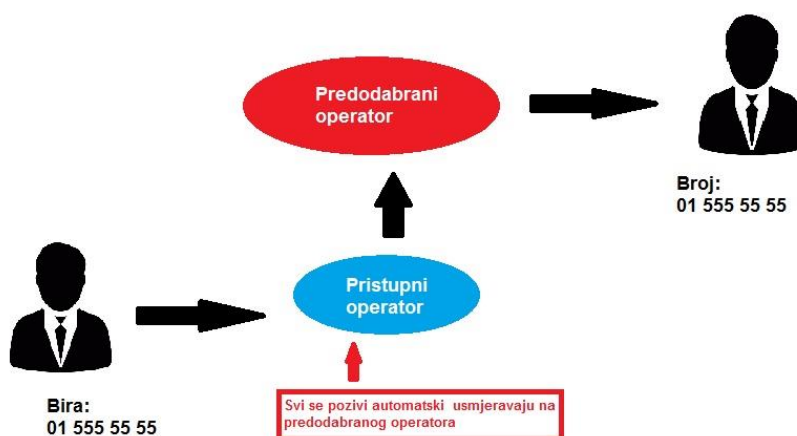 Predodabrani
operator
Broj:
01 555 55 55
Pristupni
operator
Bira:
01 555 55 55
Svi se pozivi automatski usmjeravaju na
predodabranog operatora